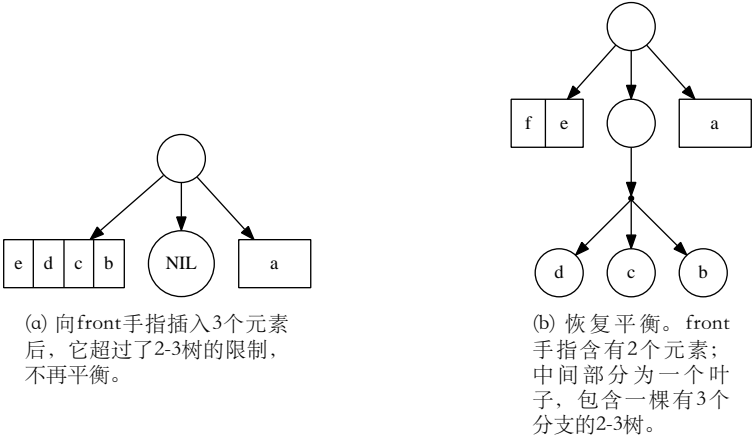 f e a
e d c b NIL a
d c b
(a) 向front手指插入3个元素
后，它超过了2-3树的限制，
不再平衡。
(b) 恢复平衡。front
手指含有2个元素；
中间部分为一个叶
子，包含一棵有3个
分支的2-3树。